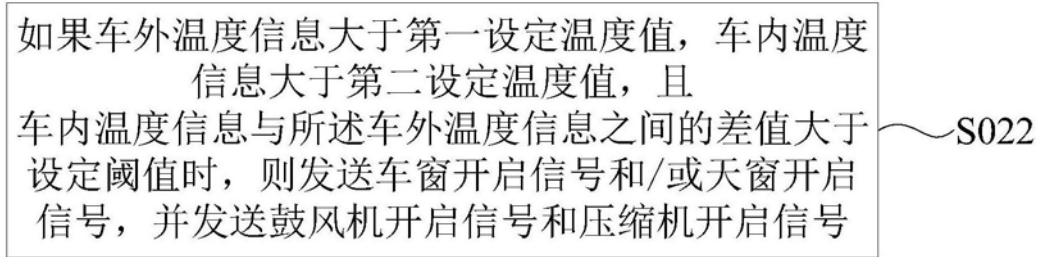 如果车外温度信息大于第一设定温度值，车内温度
信息大于第二设定温度值，且
车内温度信息与所述车外温度信息之间的差值大于
设定阈值时，则发送车窗开启信号和/或天窗开启
信号，并发送鼓风机开启信号和压缩机开启信号
S022